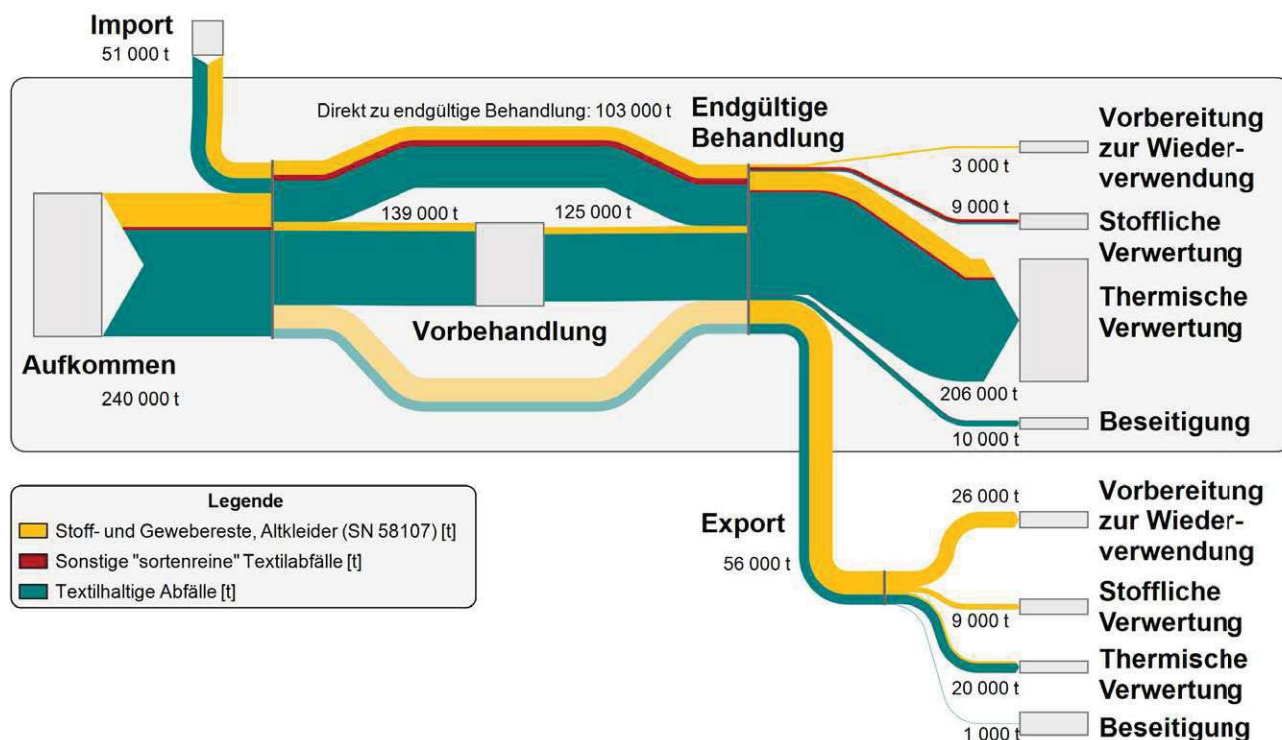 Import
51 000 t
Direkt zu endgültige Behandlung: 103 000 t
Endgültige
Behandlung
Vorbereitung
zur Wieder-
verwendung
3 000 t
139 000 t
125 000 t
9 000 t
Stoffliche
Verwertung
Thermische
Verwertung
Vorbehandlung
Aufkommen
240 000 t
206 000 t
10 000 t
Beseitigung
Legende
Stoff- und Gewebereste, Altkleider (SN 58107) [t]
Sonstige "sortenreine" Textilabfälle [t]
Textilhaltige Abfälle [t]
Export
56 000 t
26 000 t
Vorbereitung
zur Wieder-
verwendung
9 000 t
Stoffliche
Verwertung
20 000 t
Thermische
Verwertung
1 000 t
Beseitigung